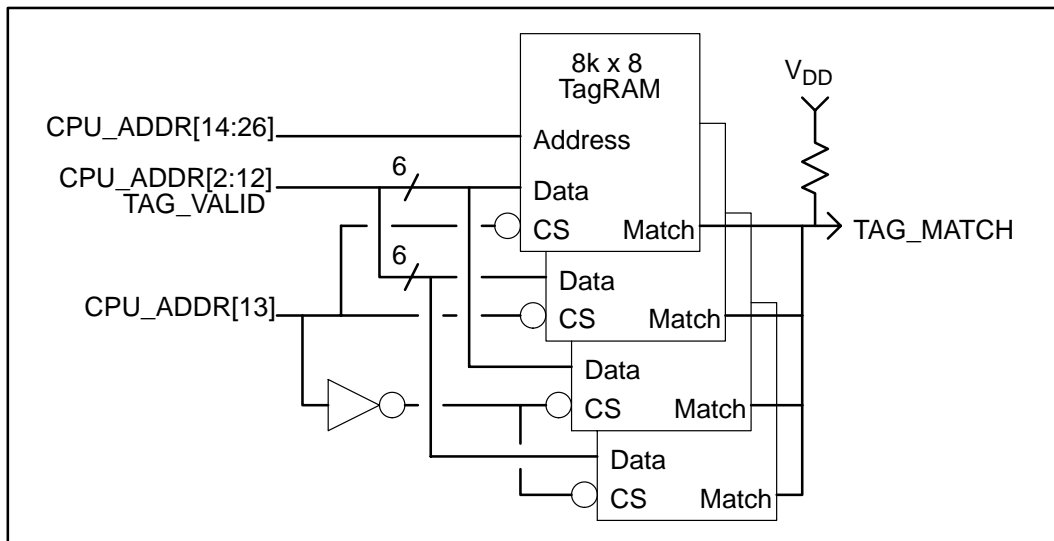 8k x 8
TagRAM
VDD
CPU_ADDR[14:26]
Address
CPU_ADDR[2:12]
TAG_VALID
6
Data
CS
Match
TAG_MATCH
6
Data
CPU_ADDR[13]
CS
Match
Data
CS
Match
Data
CS
Match